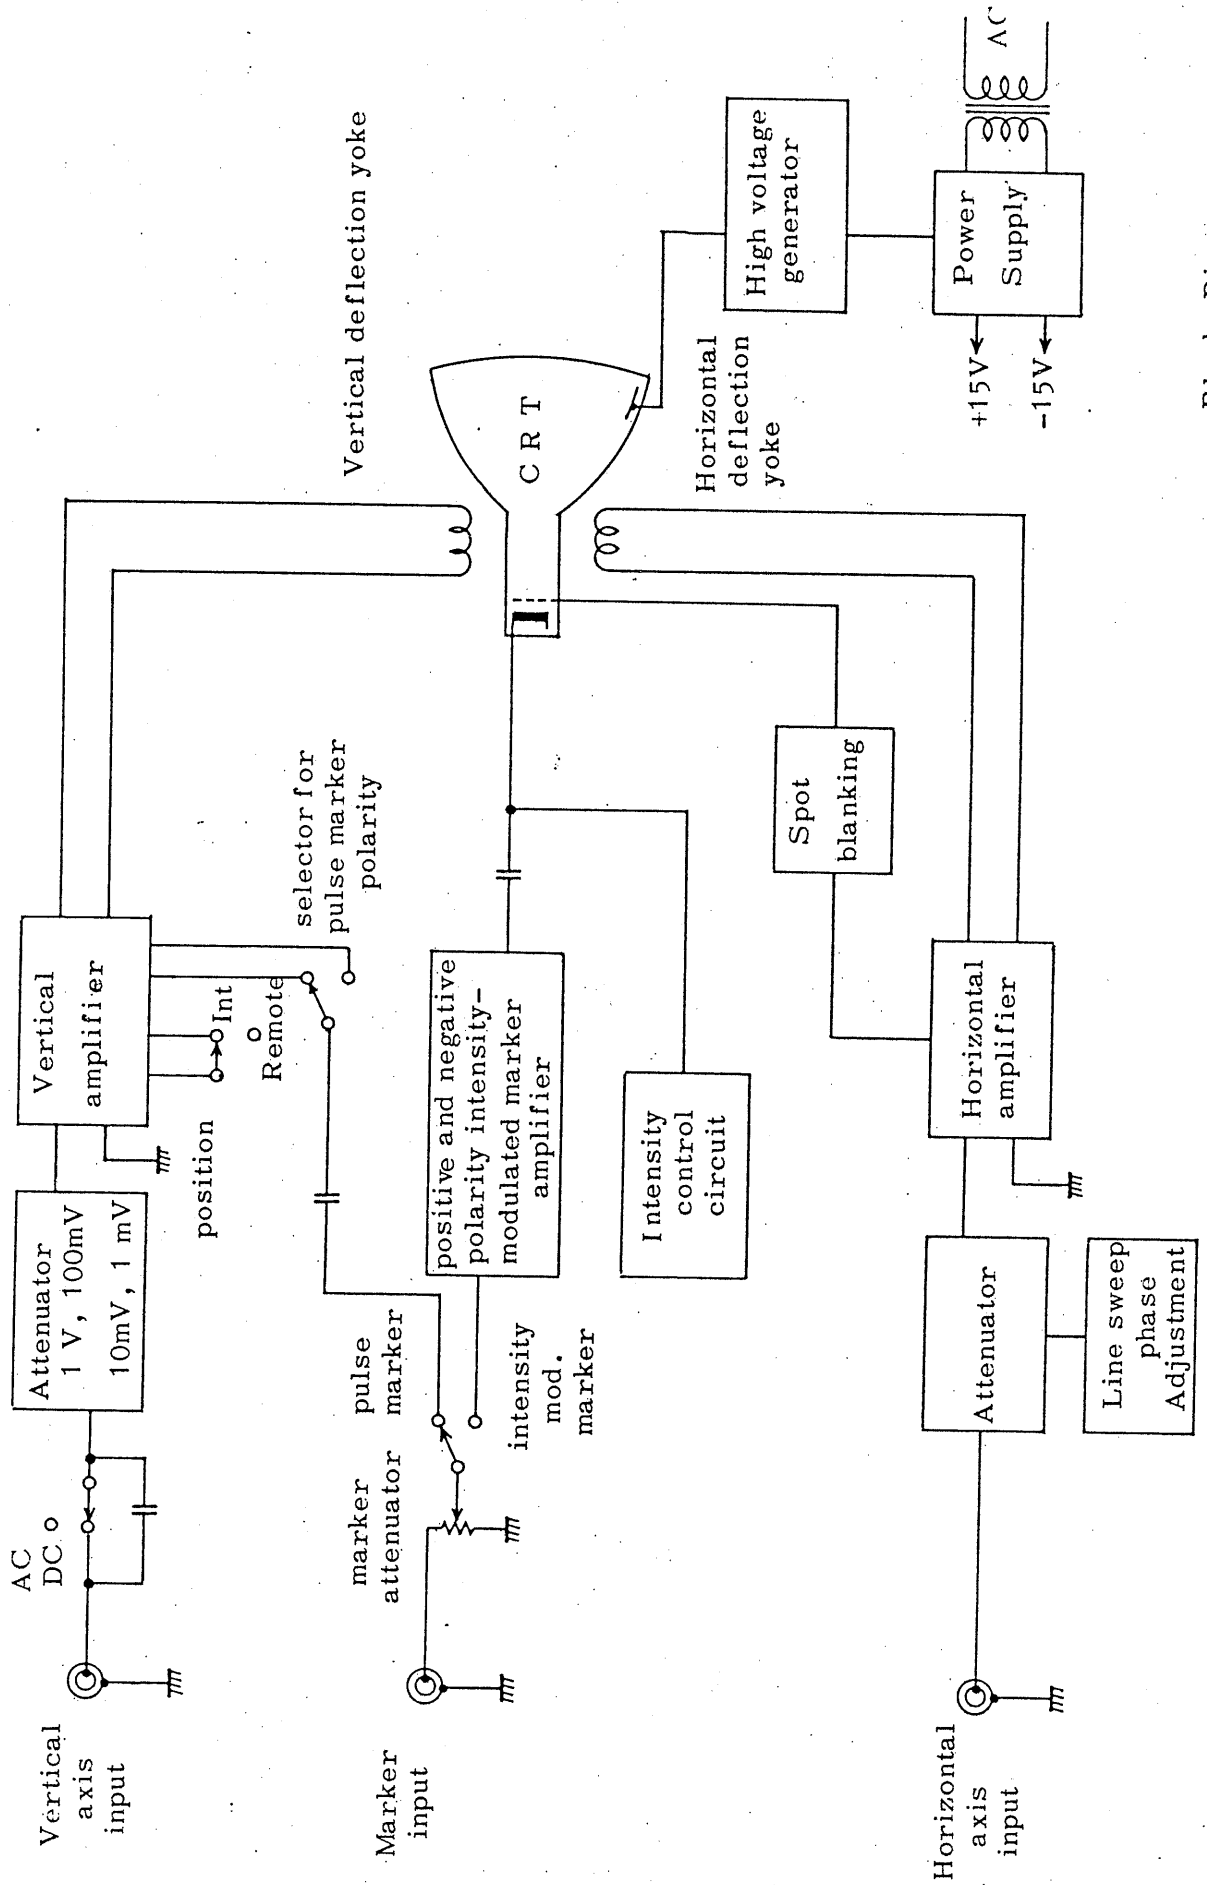 Vertical
axis
input
AC
DC
Attenuator
1 V, 100mV
10mV, 1 mV
Vertical
amplifier
position
Int
Remote
selector for
pulse marker
polarity
Vertical deflection yoke
Marker
input
marker
attenuator
pulse
marker
intensity
mod.
marker
positive and negative
polarity intensity-
modulated marker
amplifier
Intensity
control
circuit
C R T
Horizontal
deflection
yoke
Spot
blanking
High voltage
generator
Power
Supply
+15V
-15V
AC
Horizontal
axis
input
Attenuator
Line sweep
phase
Adjustment
Horizontal
amplifier